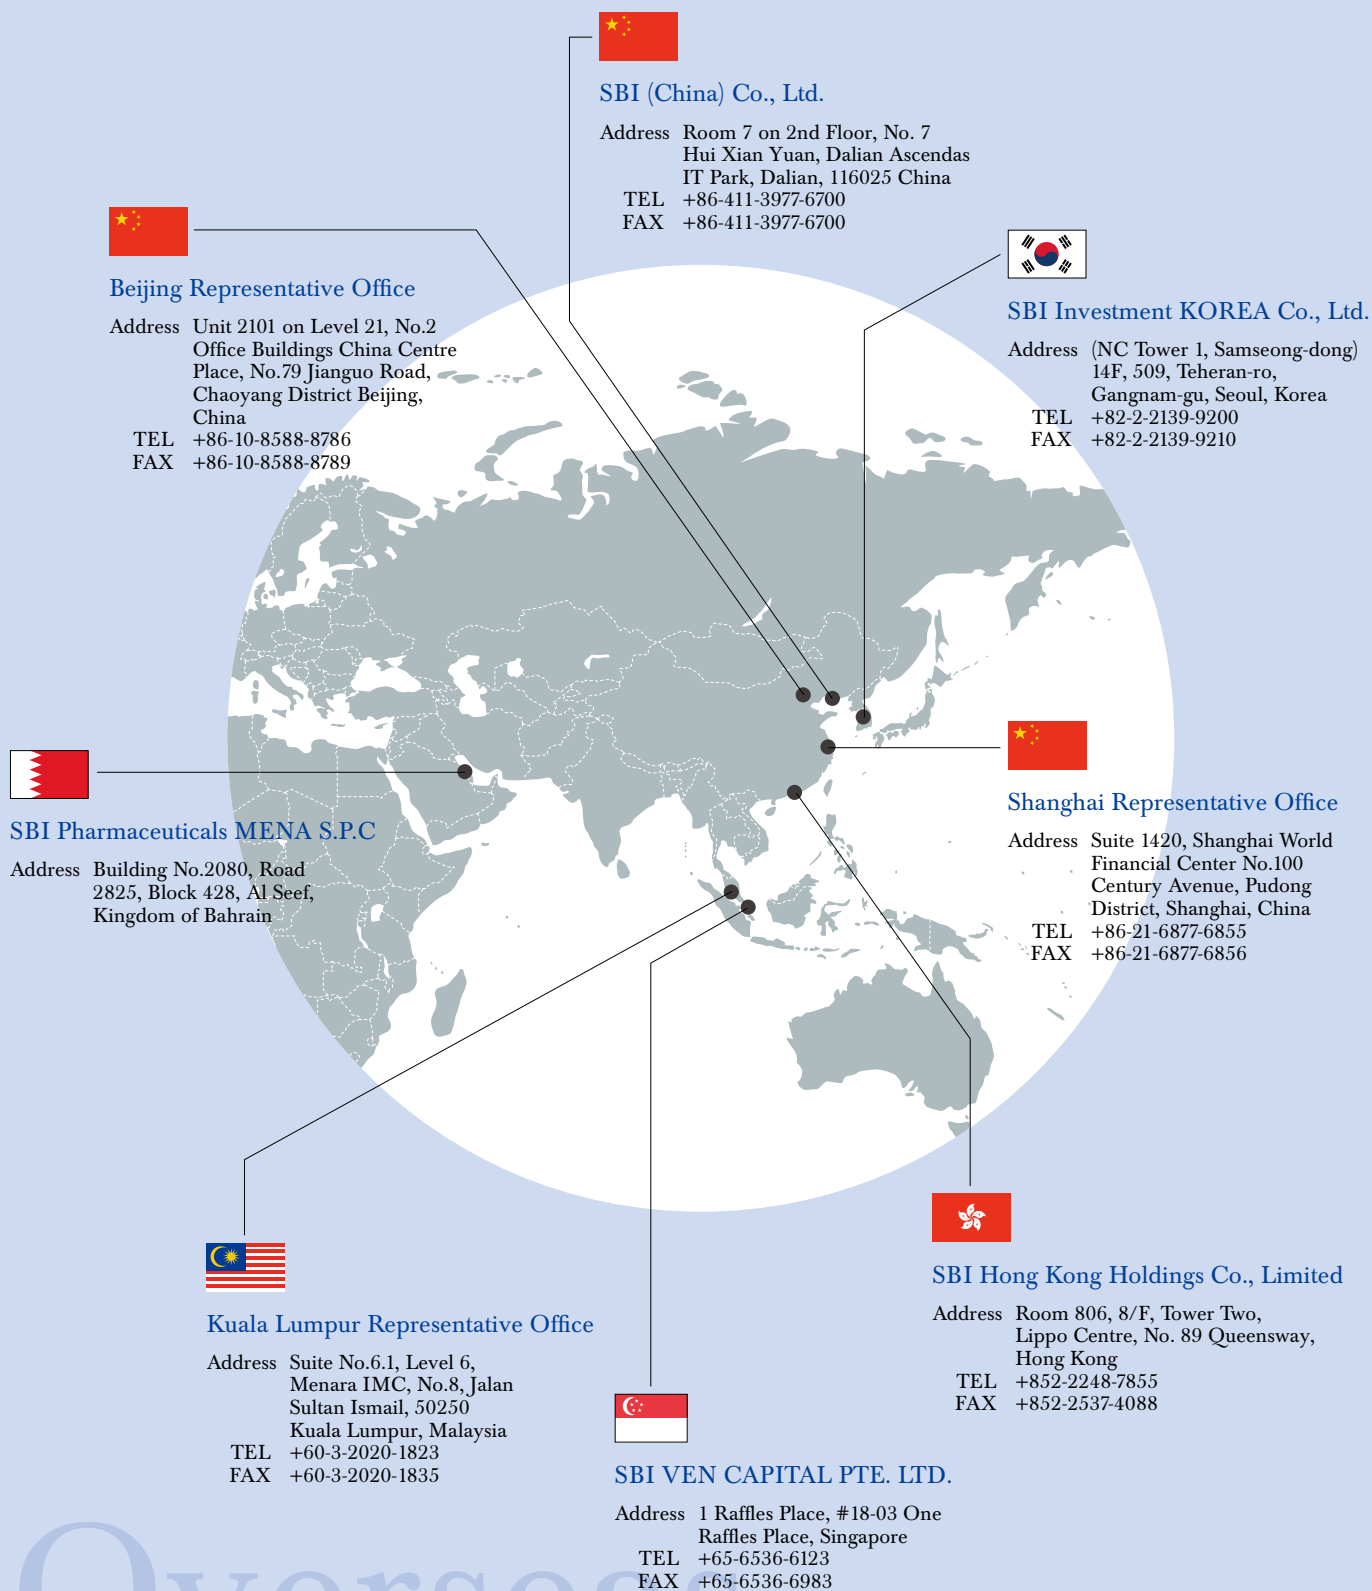 SBI (China) Co., Ltd.
Address Room 7 on 2nd Floor, No. 7
Hui Xian Yuan, Dalian Ascendas
IT Park, Dalian, 116025 China
TEL +86-411-3977-6700
FAX +86-411-3977-6700
Beijing Representative Office
Address Unit 2101 on Level 21, No.2
Office Buildings China Centre
Place, No.79 Jianguo Road,
Chaoyang District Beijing,
China
TEL +86-10-8588-8786
FAX +86-10-8588-8789
SBI Investment KOREA Co., Ltd.
Address (NC Tower 1, Samseong-dong)
14F, 509, Teheran-ro,
Gangnam-gu, Seoul, Korea
TEL +82-2-2139-9200
FAX +82-2-2139-9210
SBI Pharmaceuticals MENA S.P.C
Address Building No.2080, Road
2825, Block 428, Al Seef,
Kingdom of Bahrain
Shanghai Representative Office
Address Suite 1420, Shanghai World
Financial Center No.100
Century Avenue, Pudong
District, Shanghai, China
TEL +86-21-6877-6855
FAX +86-21-6877-6856
SBI Hong Kong Holdings Co., Limited
Address Room 806, 8/F, Tower Two,
Lippo Centre, No. 89 Queensway,
Hong Kong
TEL +852-2248-7855
FAX +852-2537-4088
Kuala Lumpur Representative Office
Address Suite No.6.1, Level 6,
Menara IMC, No.8, Jalan
Sultan Ismail, 50250
Kuala Lumpur, Malaysia
TEL +60-3-2020-1823
FAX +60-3-2020-1835
SBI VEN CAPITAL PTE. LTD.
Address 1 Raffles Place, #18-03 One
Raffles Place, Singapore
TEL +65-6536-6123
FAX +65-6536-6983
Overseas